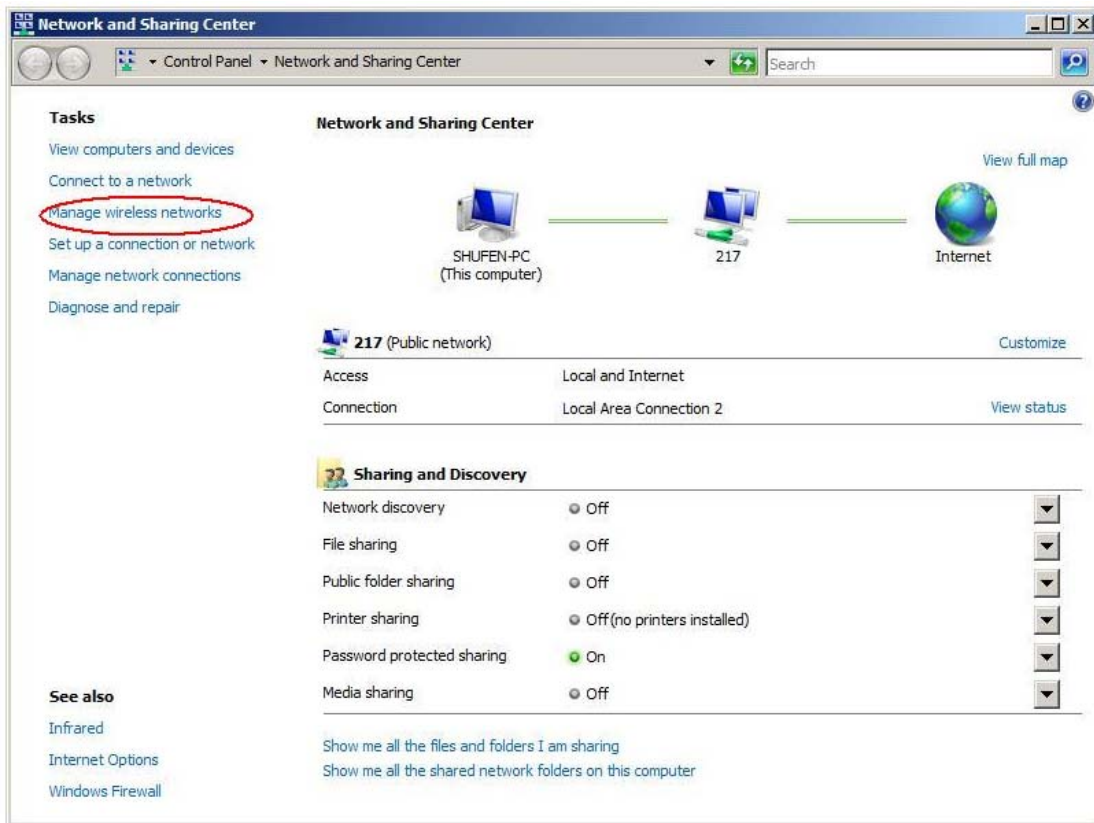 Network and Sharing Center
Control Panel Network and Sharing Center
Search
Tasks
View computers and devices
Connect to a network
Manage wireless networks
Set up a connection or network
Manage network connections
Diagnose and repair
See also
Infrared
Internet Options
Windows Firewall
Network and Sharing Center
View full map
SHUFEN-PC
(This computer)
217
Internet
217 (Public network) Customize
Access Local and Internet
Connection Local Area Connection 2 View status
Sharing and Discovery
Network discovery Off
File sharing Off
Public folder sharing Off
Printer sharing Off(no printers installed)
Password protected sharing On
Media sharing Off
Show me all the files and folders I am sharing
Show me all the shared network folders on this computer